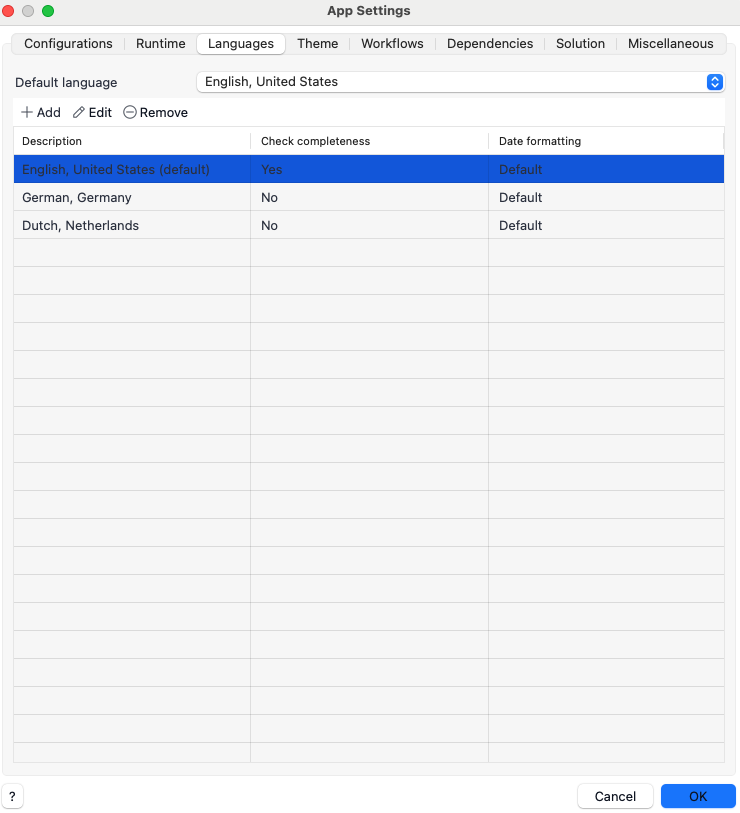 App Settings
Configurations Runtime Languages Theme Workflows Dependencies Solution Miscellaneous
Default language English, United States
Add Edit Remove
Description Check completeness Date formatting
English, United States (default) Yes Default
German, Germany No Default
Dutch, Netherlands No Default
? Cancel OK